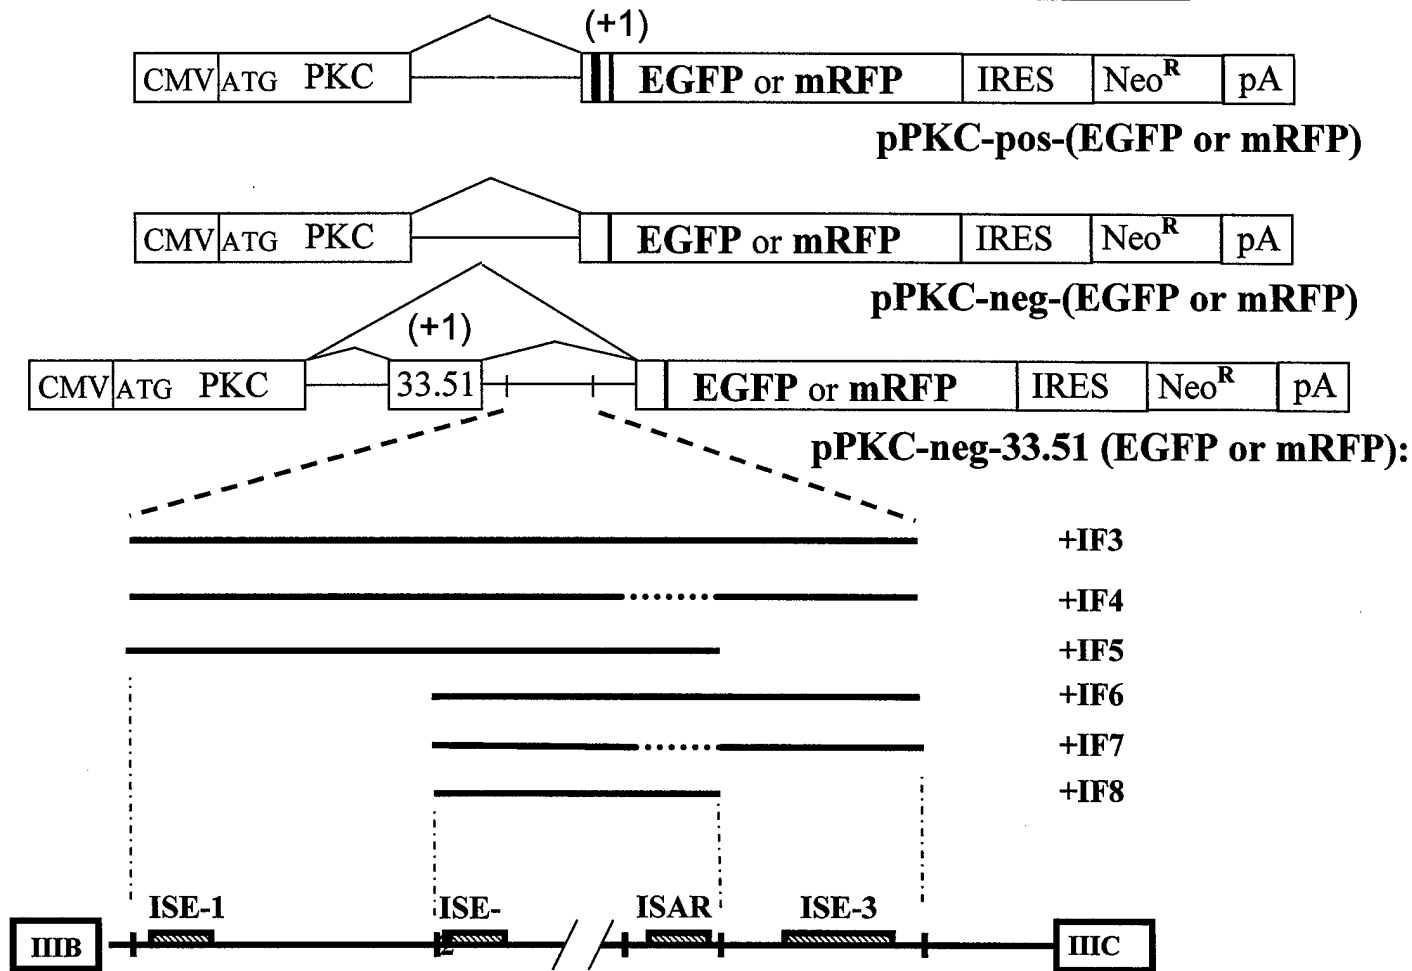 (+1)
CMV ATG PKC EGFP or mRFP IRES Neo^R pA
pPKC-pos-(EGFP or mRFP)
CMV ATG PKC EGFP or mRFP IRES Neo^R pA
pPKC-neg-(EGFP or mRFP)
(+1)
CMV ATG PKC 33.51 EGFP or mRFP IRES Neo^R pA
pPKC-neg-33.51 (EGFP or mRFP):
+IF3
+IF4
+IF5
+IF6
+IF7
+IF8
ISE-1 ISE-2 ISAR ISE-3
IIIB IIIC